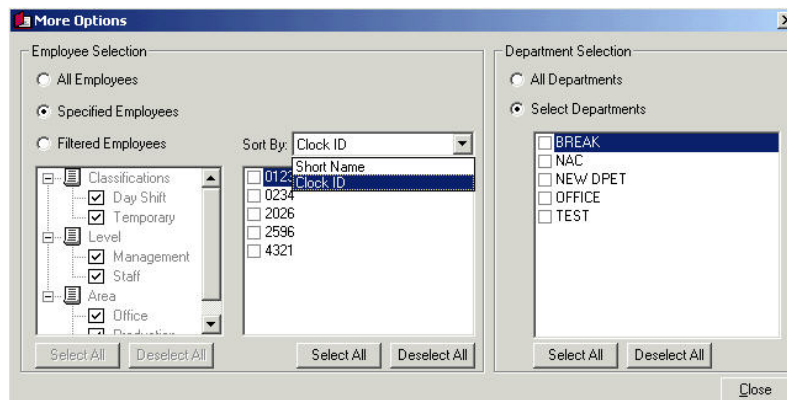 More Options
Employee Selection
All Employees
Specified Employees
Filtered Employees
Sort By: Clock ID
Short Name
Clock ID
Classifications
Day Shift
Temporary
Level
Management
Staff
Area
Office
0234
2026
2596
4321
Select All Deselect All
Select All Deselect All
Department Selection
All Departments
Select Departments
BREAK
NAC
NEW DPET
OFFICE
TEST
Select All Deselect All
Close